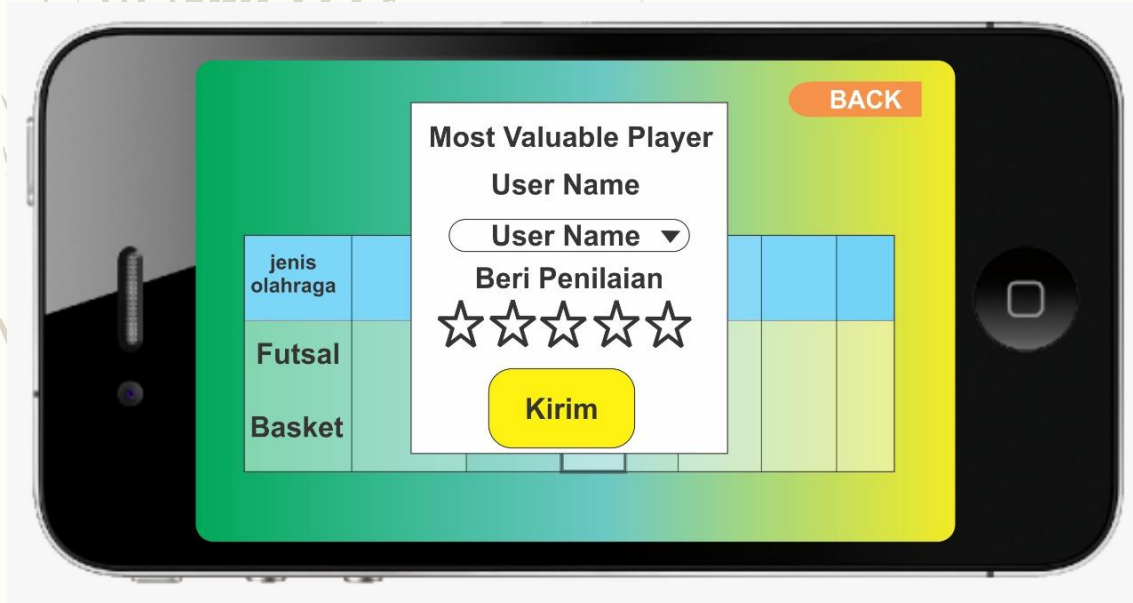 BACK
Most Valuable Player
User Name
User Name
Beri Penilaian
Kirim
jenis
olahraga
Futsal
Basket